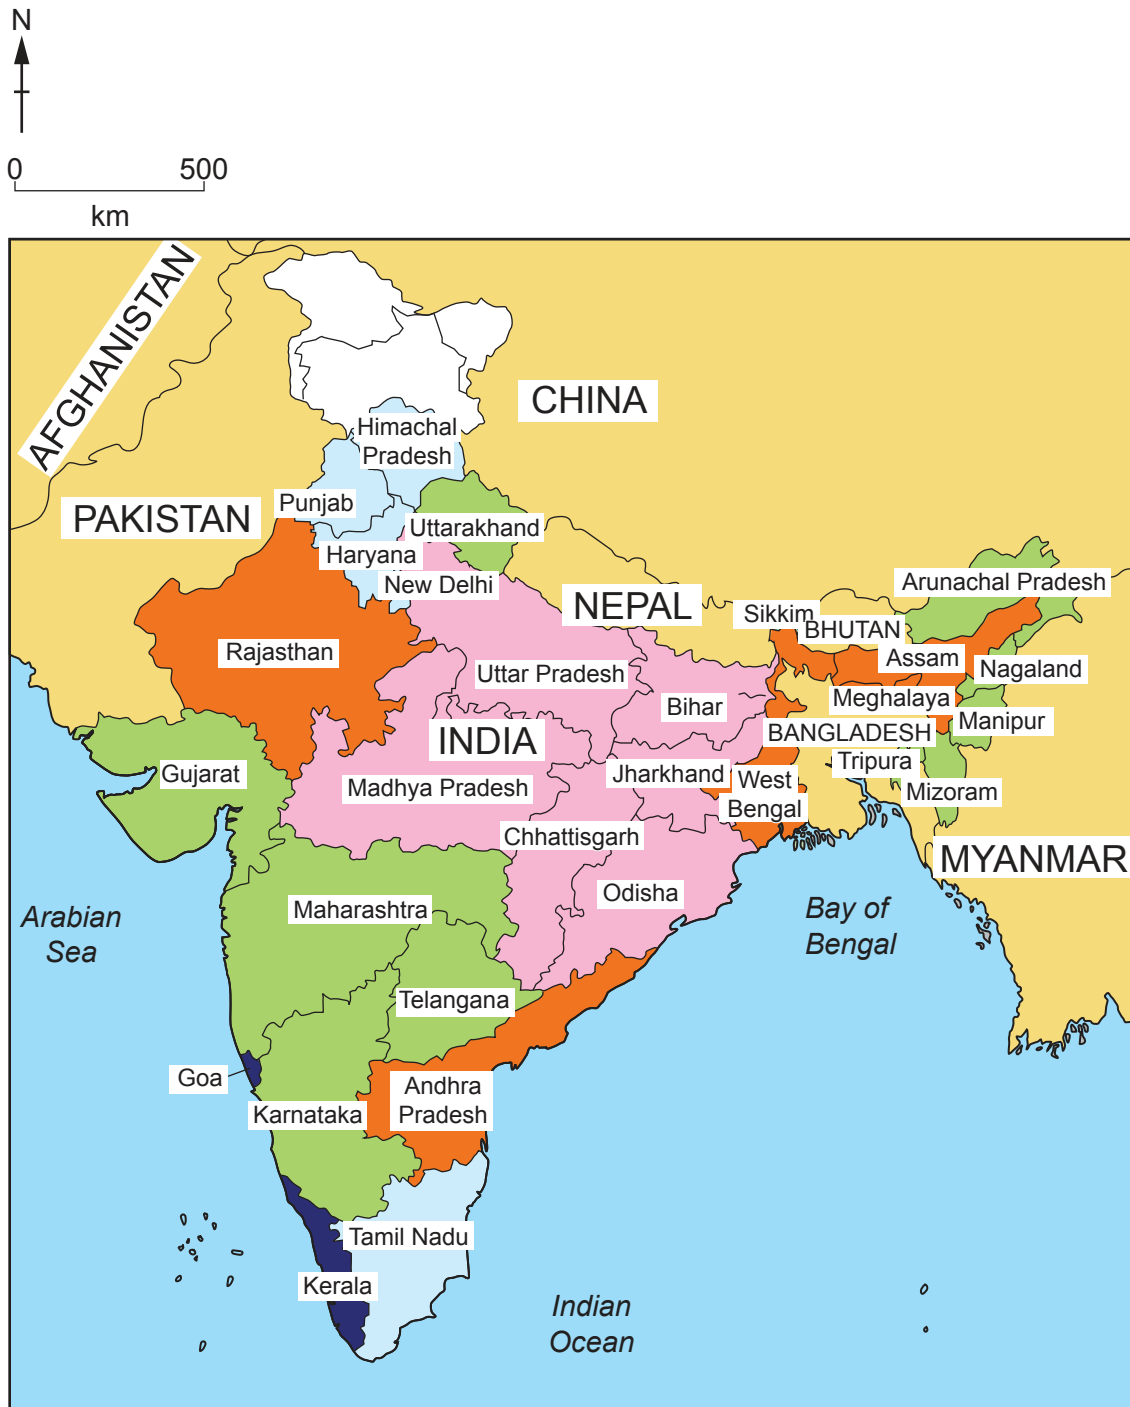 N
0 500
km
AFGHANISTAN
CHINA
Himachal
Pradesh
Punjab
PAKISTAN
Uttarakhand
Haryana
New Delhi
NEPAL
Arunachal Pradesh
Sikkim
BHUTAN
Rajasthan
Assam
Uttar Pradesh
Nagaland
Meghalaya
Bihar
Manipur
INDIA
BANGLADESH
Gujarat
Tripura
Jharkhand
Madhya Pradesh
West
Bengal
Mizoram
Chhattisgarh
MYANMAR
Odisha
Maharashtra
Arabian
Sea
Bay of
Bengal
Telangana
Goa
Andhra
Pradesh
Karnataka
Tamil Nadu
Kerala
Indian
Ocean